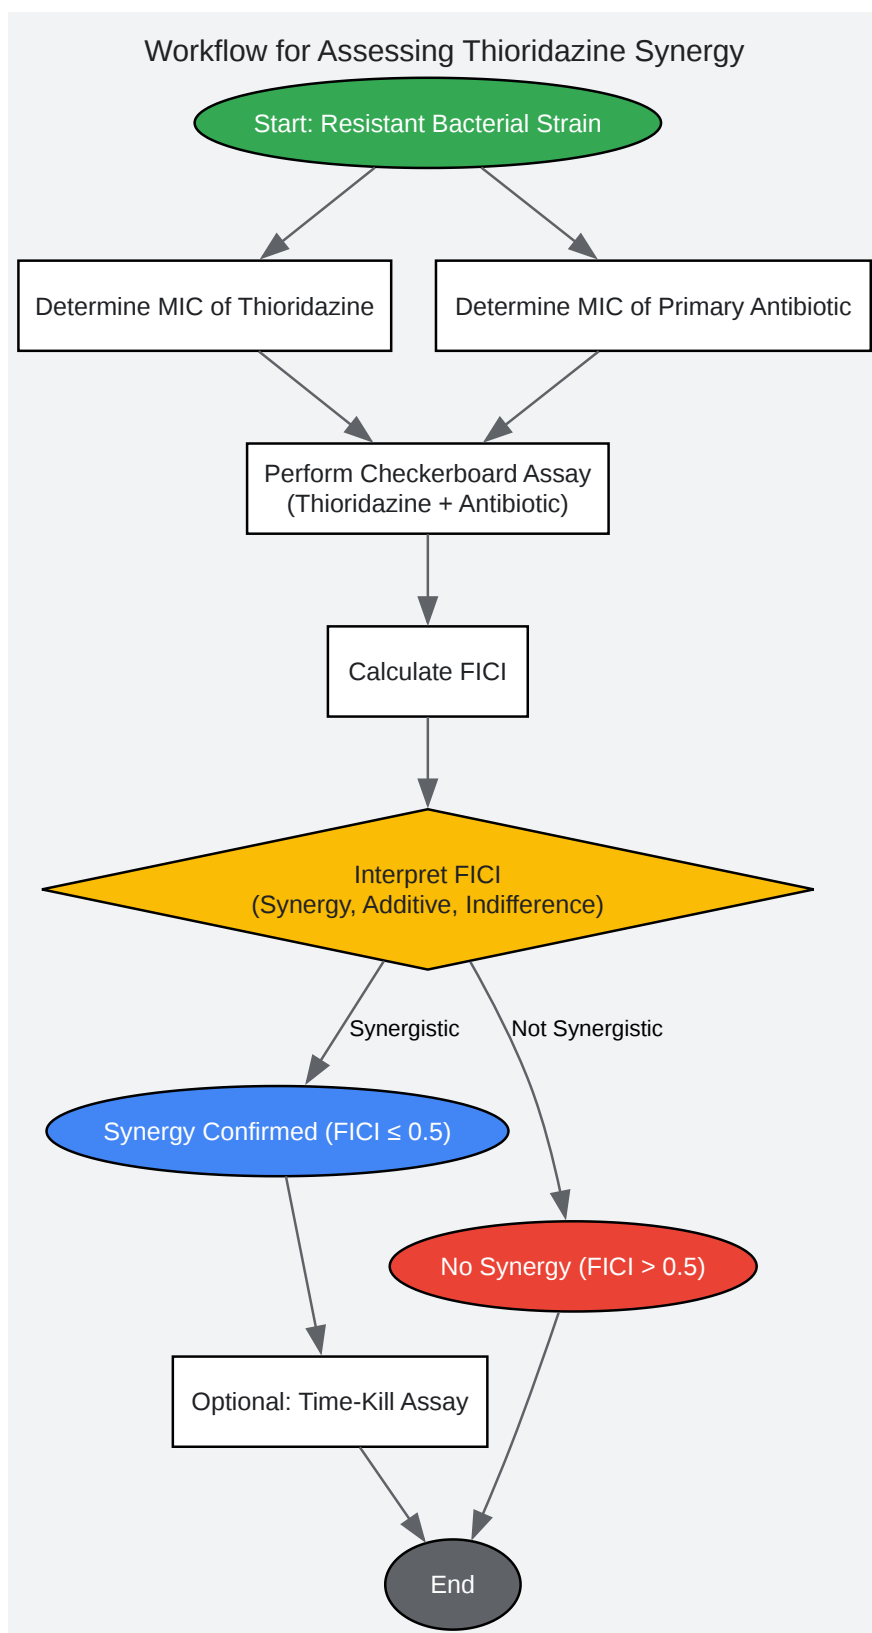 Workflow for Assessing Thioridazine Synergy
Start: Resistant Bacterial Strain
Determine MIC of Thioridazine
Determine MIC of Primary Antibiotic
Perform Checkerboard Assay
(Thioridazine + Antibiotic)
Calculate FICI
Interpret FICI
(Synergy, Additive, Indifference)
Synergistic
Not Synergistic
Synergy Confirmed (FICI ≤ 0.5)
No Synergy (FICI > 0.5)
Optional: Time-Kill Assay
End